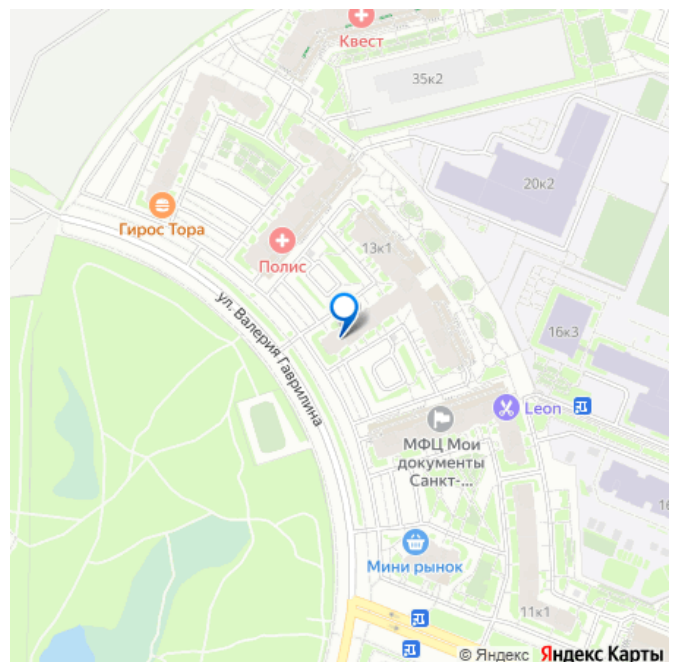 Квест
35к2
20к2
Гирос Тора
13к1
Полис
ул. Валерия Гаврилина
16к3
Leon
МФЦ Мои
документы
Санкт-...
16
Мини рынок
11к1
© Яндекс Яндекс Карты